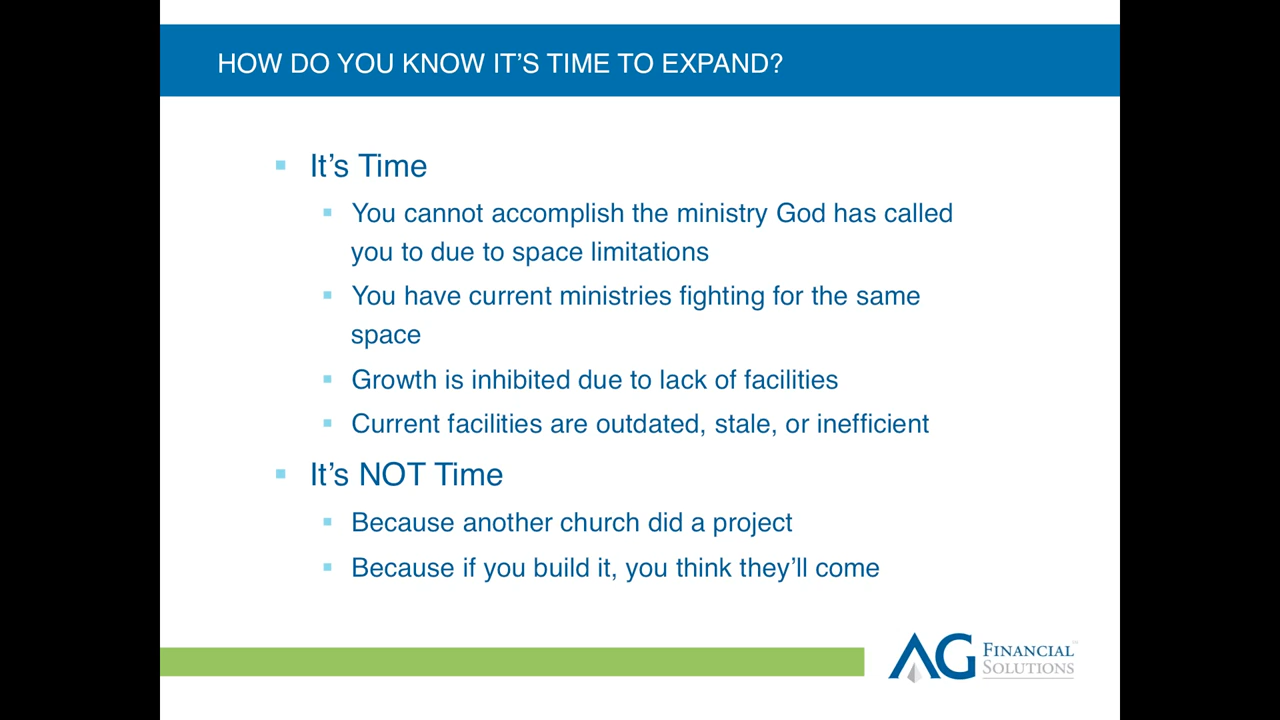 HOW DO YOU KNOW IT’S TIME TO EXPAND?
It’s Time
You cannot accomplish the ministry God has called
you to due to space limitations
You have current ministries fighting for the same
space
Growth is inhibited due to lack of facilities
Current facilities are outdated, stale, or inefficient
It’s NOT Time
Because another church did a project
Because if you build it, you think they’ll come
AG FINANCIAL
SOLUTIONS